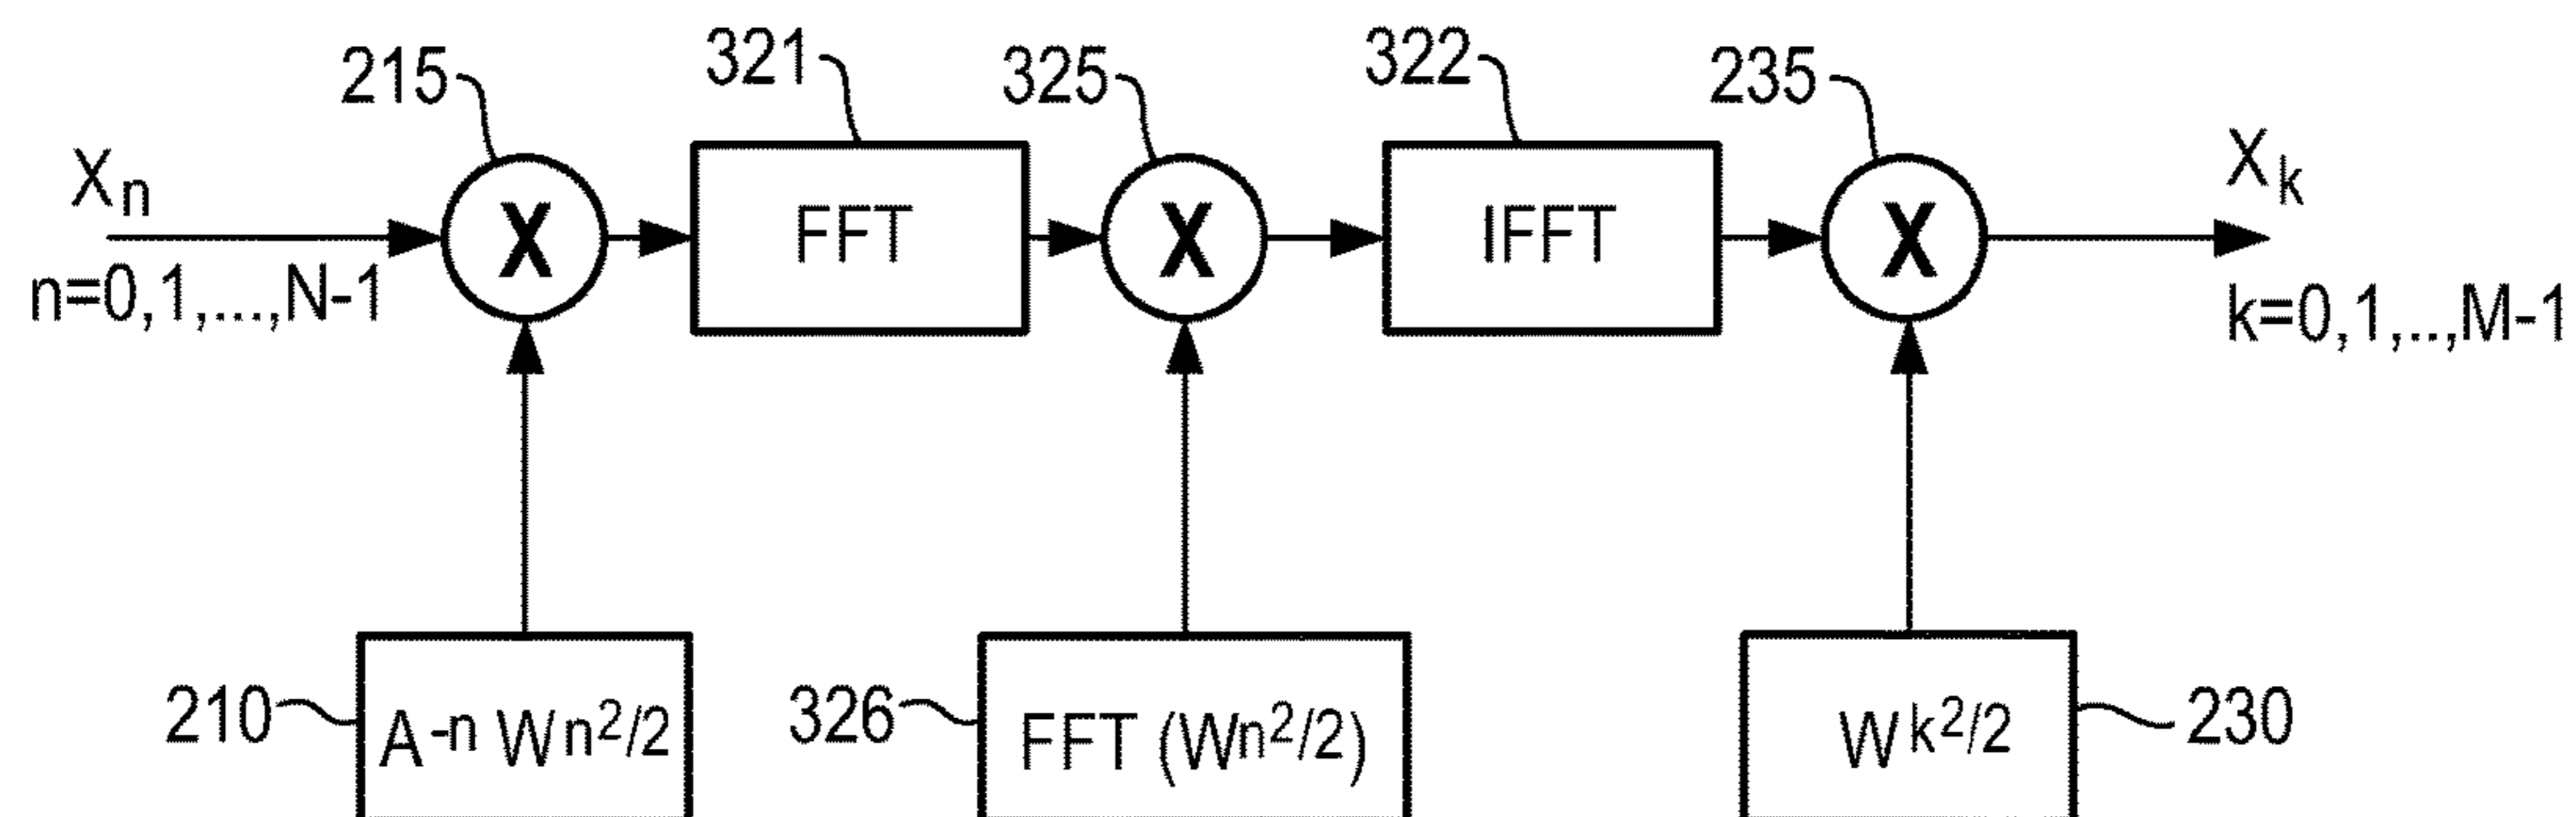 215
321
325
322
235
Xₙ
X
FFT
X
IFFT
X
Xₖ
n=0,1,...,N-1
k=0,1,..,M-1
210
A⁻ⁿ Wⁿ²/²
326
FFT (Wⁿ²/²)
Wᵏ²/²
230